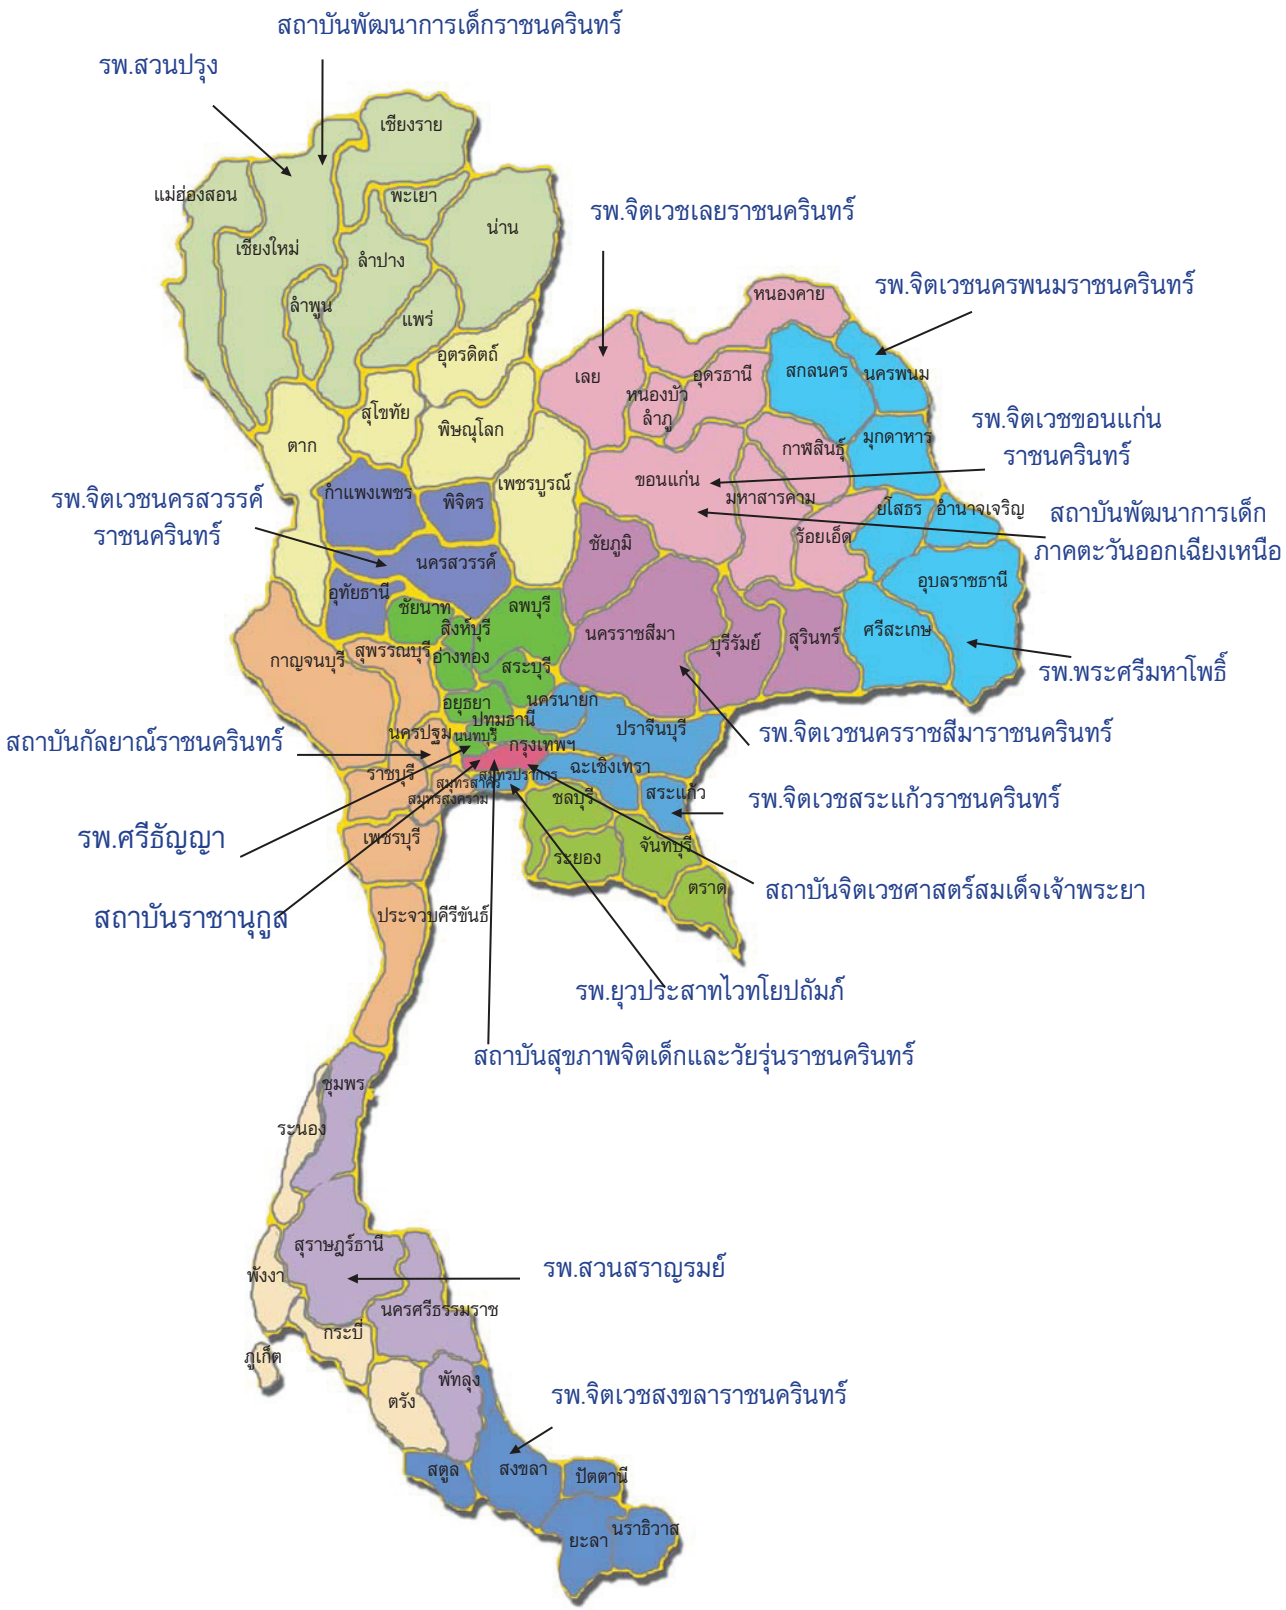 สถาบันพัฒนาการเด็กราชนครินทร์
รพ.สวนปรุง
เชียงราย
แม่ฮ่องสอน
พะเยา
น่าน
เชียงใหม่
ลำปาง
ลำพูน
แพร่
อุตรดิตถ์
รพ.จิตเวชเลยราชนครินทร์
รพ.จิตเวชนครพนมราชนครินทร์
หนองคาย
เลย
หนองบัว
ลำภู
อุดรธานี
สกลนคร
นครพนม
สุโขทัย
พิษณุโลก
ตาก
กาฬสินธุ์
มุกดาหาร
รพ.จิตเวชขอนแก่น
ราชนครินทร์
รพ.จิตเวชนครสวรรค์
ราชนครินทร์
กำแพงเพชร
พิจิตร
เพชรบูรณ์
ขอนแก่น
มหาสารคาม
ยโสธร
อำนาจเจริญ
สถาบันพัฒนาการเด็ก
ภาคตะวันออกเฉียงเหนือ
ร้อยเอ็ด
ชัยภูมิ
นครสวรรค์
อุทัยธานี
ชัยนาท
ลพบุรี
สิงห์บุรี
นครราชสีมา
บุรีรัมย์
สุรินทร์
ศรีสะเกษ
อุบลราชธานี
กาญจนบุรี
สุพรรณบุรี
อ่างทอง
สระบุรี
รพ.พระศรีมหาโพธิ์
อยุธยา
นครนายก
ปทุมธานี
ปราจีนบุรี
รพ.จิตเวชนครราชสีมาราชนครินทร์
สถาบันกัลยาณ์ราชนครินทร์
นครปฐม
นนทบุรี
กรุงเทพฯ
ราชบุรี
สมุทรสาคร
สมุทรปราการ
ฉะเชิงเทรา
สมุทรสงคราม
ชลบุรี
สระแก้ว
รพ.จิตเวชสระแก้วราชนครินทร์
รพ.ศรีธัญญา
เพชรบุรี
ระยอง
จันทบุรี
ตราด
สถาบันจิตเวชศาสตร์สมเด็จเจ้าพระยา
สถาบันราชานุกูล
ประจวบคีรีขันธ์
รพ.ยุวประสาทไวทโยปถัมภ์
สถาบันสุขภาพจิตเด็กและวัยรุ่นราชนครินทร์
ชุมพร
ระนอง
สุราษฎร์ธานี
พังงา
รพ.สวนสราญรมย์
นครศรีธรรมราช
กระบี่
ภูเก็ต
พัทลุง
ตรัง
รพ.จิตเวชสงขลาราชนครินทร์
สตูล
สงขลา
ปัตตานี
ยะลา
นราธิวาส